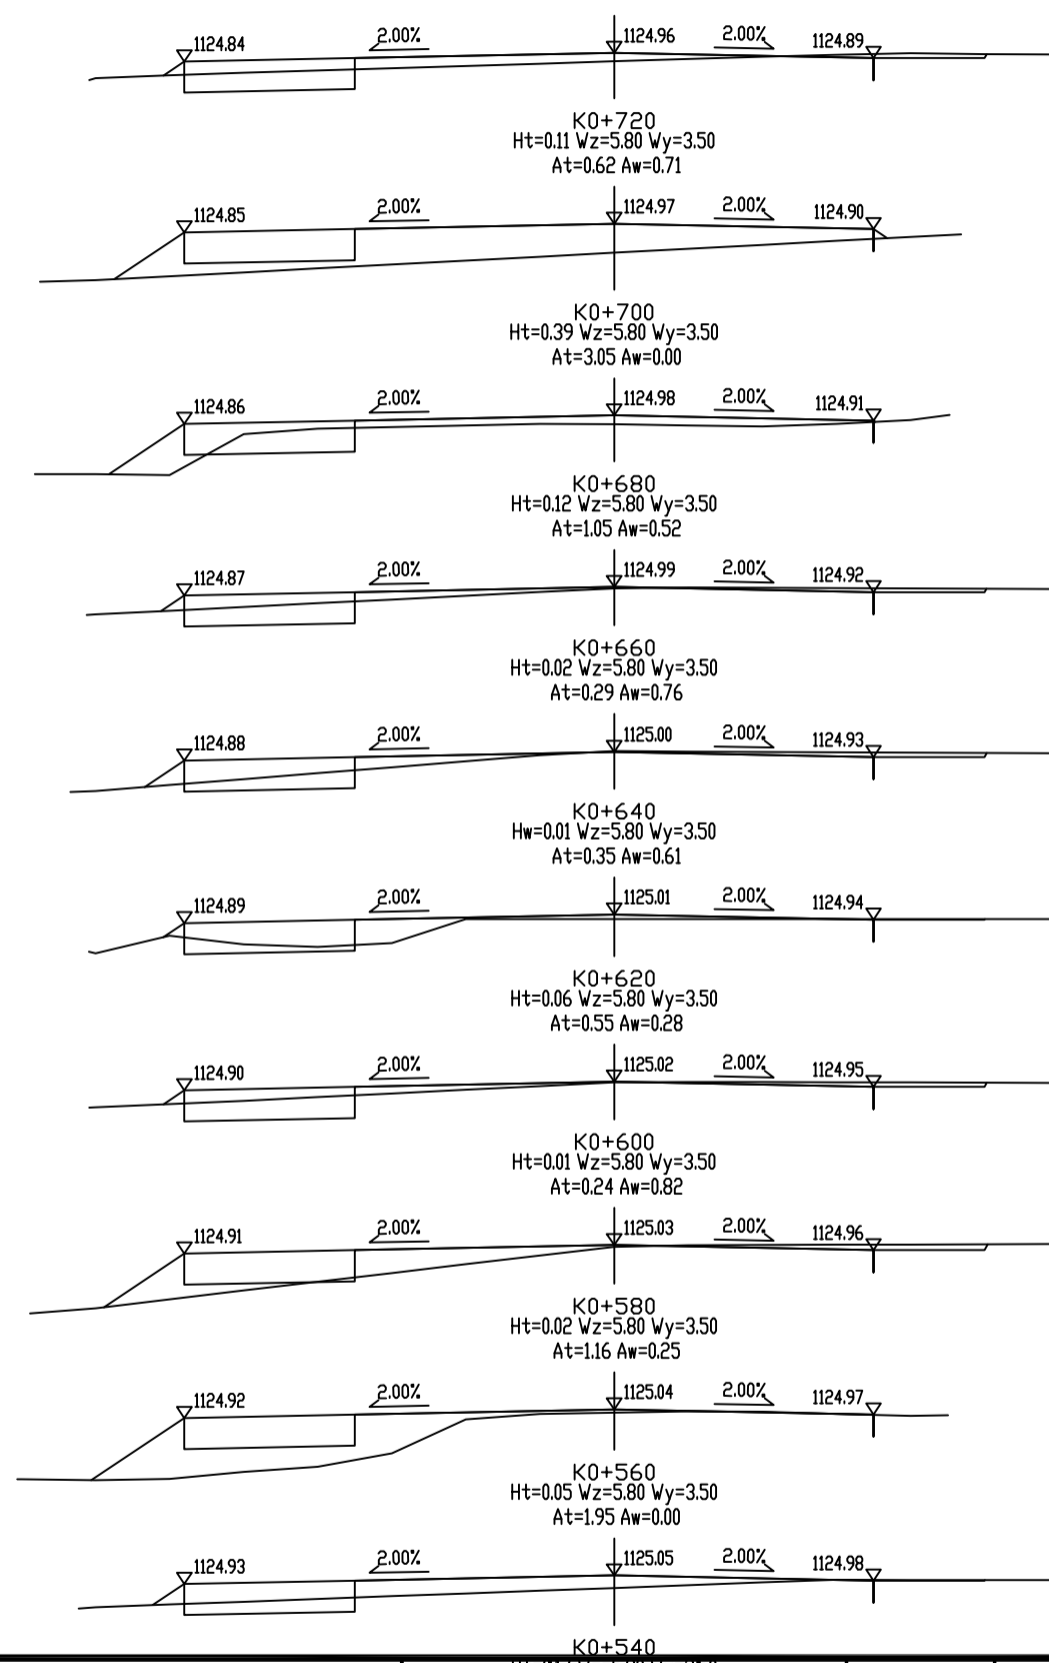 1124.84 2.00% 1124.96 2.00% 1124.89
K0+720
Ht=0.11 Wz=5.80 Wy=3.50
At=0.62 Aw=0.71
1124.85 2.00% 1124.97 2.00% 1124.90
K0+700
Ht=0.39 Wz=5.80 Wy=3.50
At=3.05 Aw=0.00
1124.86 2.00% 1124.98 2.00% 1124.91
K0+680
Ht=0.12 Wz=5.80 Wy=3.50
At=1.05 Aw=0.52
1124.87 2.00% 1124.99 2.00% 1124.92
K0+660
Ht=0.02 Wz=5.80 Wy=3.50
At=0.29 Aw=0.76
1124.88 2.00% 1125.00 2.00% 1124.93
K0+640
Hw=0.01 Wz=5.80 Wy=3.50
At=0.35 Aw=0.61
1124.89 2.00% 1125.01 2.00% 1124.94
K0+620
Ht=0.06 Wz=5.80 Wy=3.50
At=0.55 Aw=0.28
1124.90 2.00% 1125.02 2.00% 1124.95
K0+600
Ht=0.01 Wz=5.80 Wy=3.50
At=0.24 Aw=0.82
1124.91 2.00% 1125.03 2.00% 1124.96
K0+580
Ht=0.02 Wz=5.80 Wy=3.50
At=1.16 Aw=0.25
1124.92 2.00% 1125.04 2.00% 1124.97
K0+560
Ht=0.05 Wz=5.80 Wy=3.50
At=1.95 Aw=0.00
1124.93 2.00% 1125.05 2.00% 1124.98
K0+540